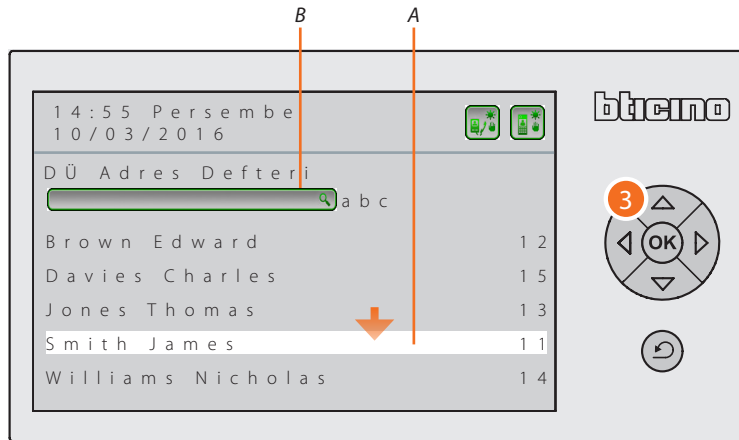 B A
14:55 Persembe
10/03/2016
bticino
DÜ Adres Defteri
abc
3
OK
Brown Edward 12
Davies Charles 15
Jones Thomas 13
Smith James 11
Williams Nicholas 14